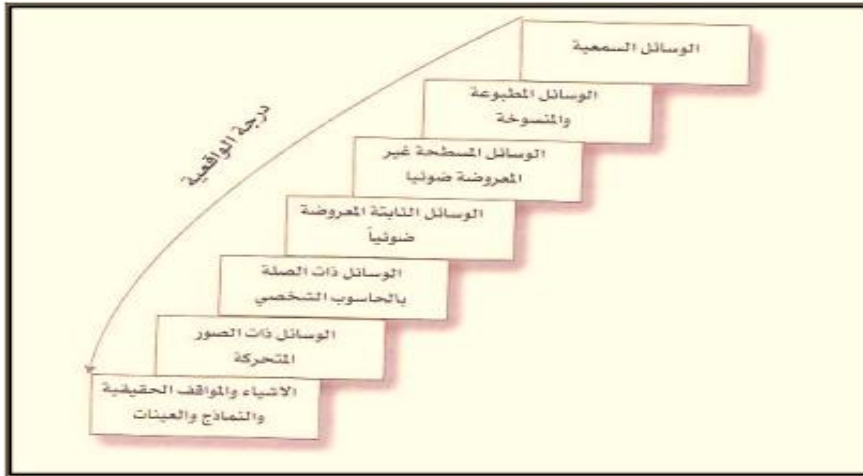 الوسائل السمعية
الوسائل المطبوعة
والمنسوخة
درجة الواقعية
الوسائل المسطحة غير
المعروضة ضوئيا
الوسائل الثابتة المعروضة
ضوئياً
الوسائل ذات الصلة
بالحاسوب الشخصي
الوسائل ذات الصور
المتحركة
الاشياء والمواقف الحقيقية
والنماذج والعينات